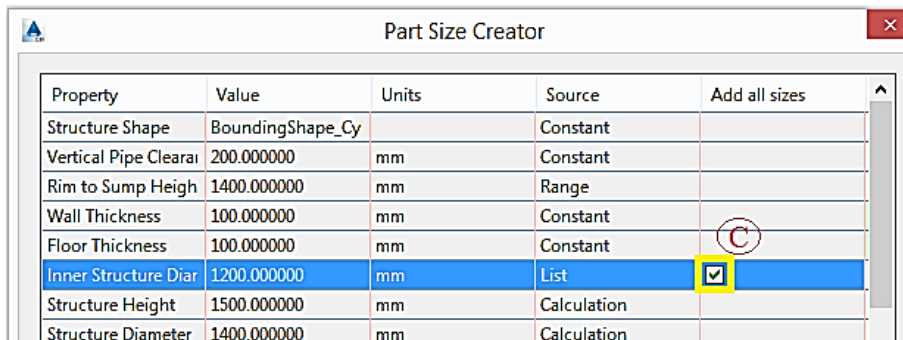 Part Size Creator
Property Value Units Source Add all sizes
Structure Shape BoundingShape_Cy Constant
Vertical Pipe Clearai 200.000000 mm Constant
Rim to Sump Heigh 1400.000000 mm Range
Wall Thickness 100.000000 mm Constant
Floor Thickness 100.000000 mm Constant
C
Inner Structure Diar 1200.000000 mm List
Structure Height 1500.000000 mm Calculation
Structure Diameter 1400.000000 mm Calculation